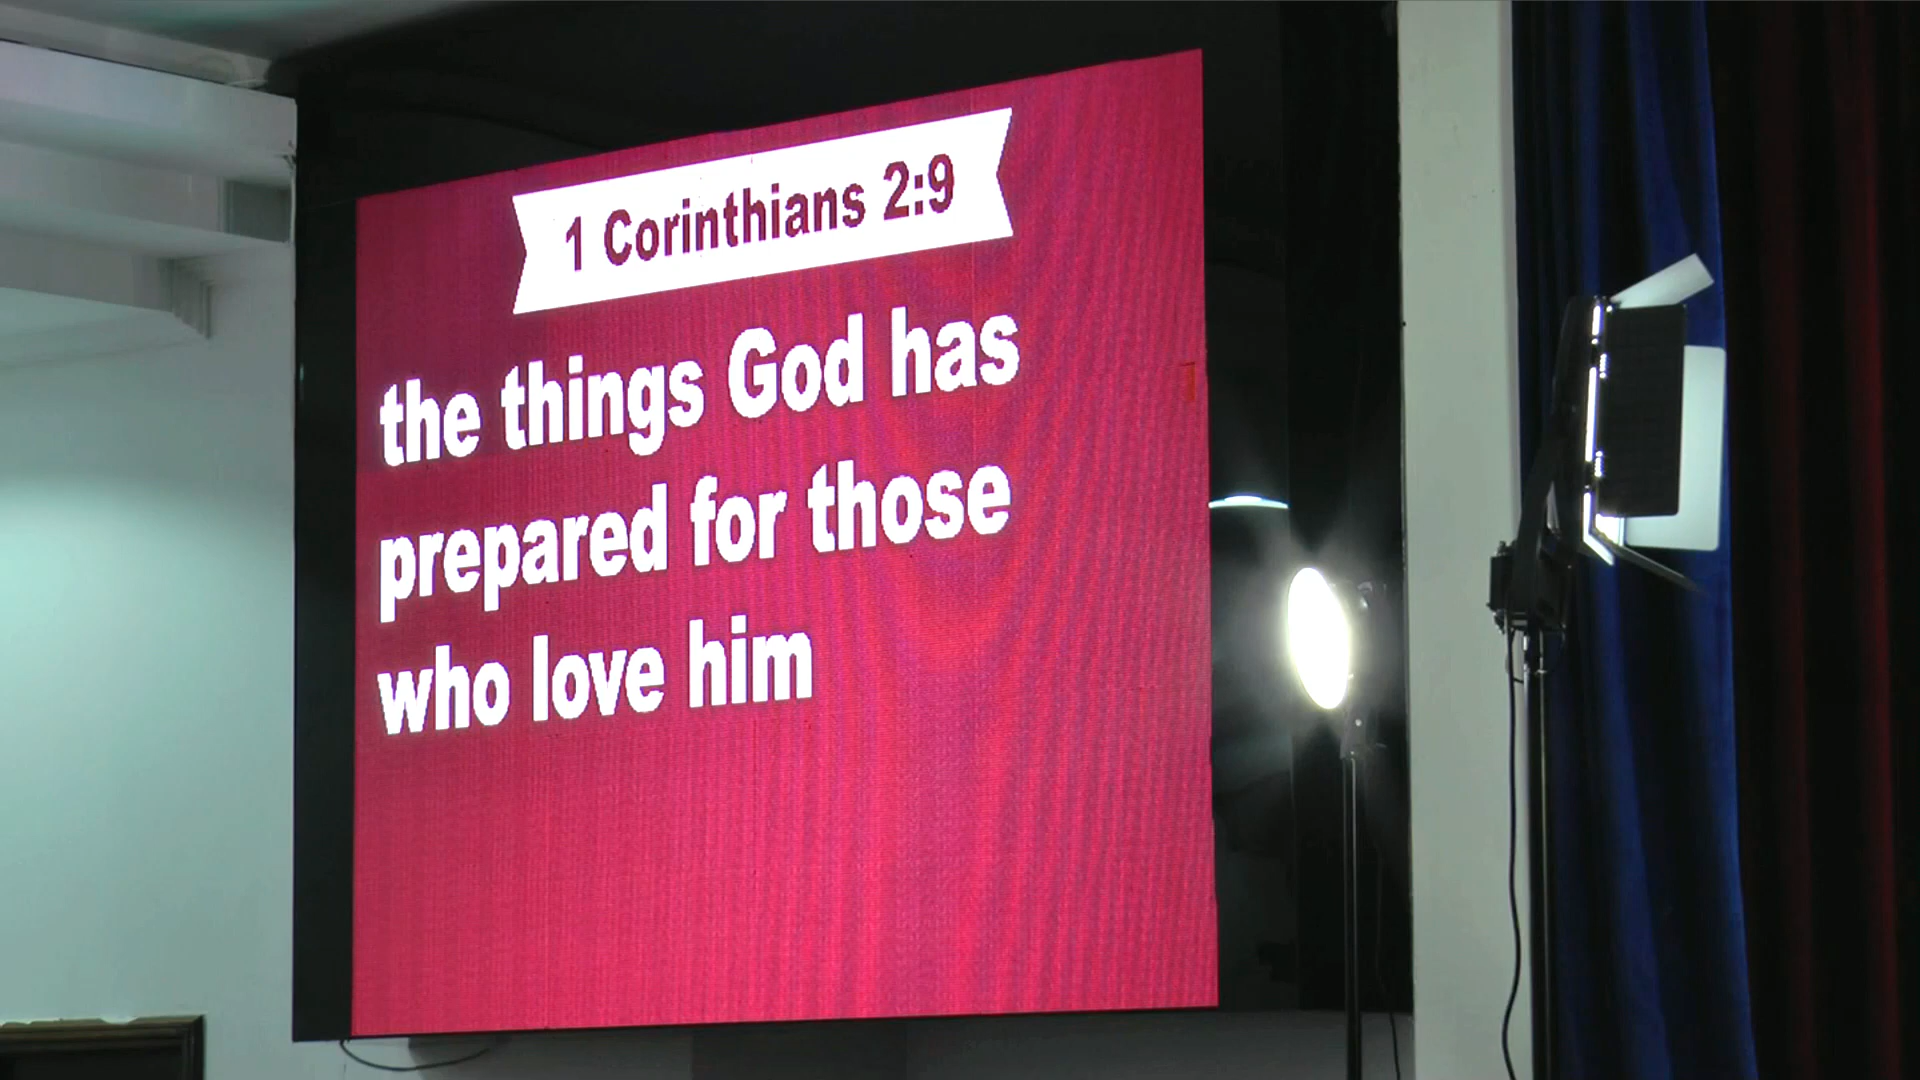 1 Corinthians 2:9
the things God has
prepared for those
who love him